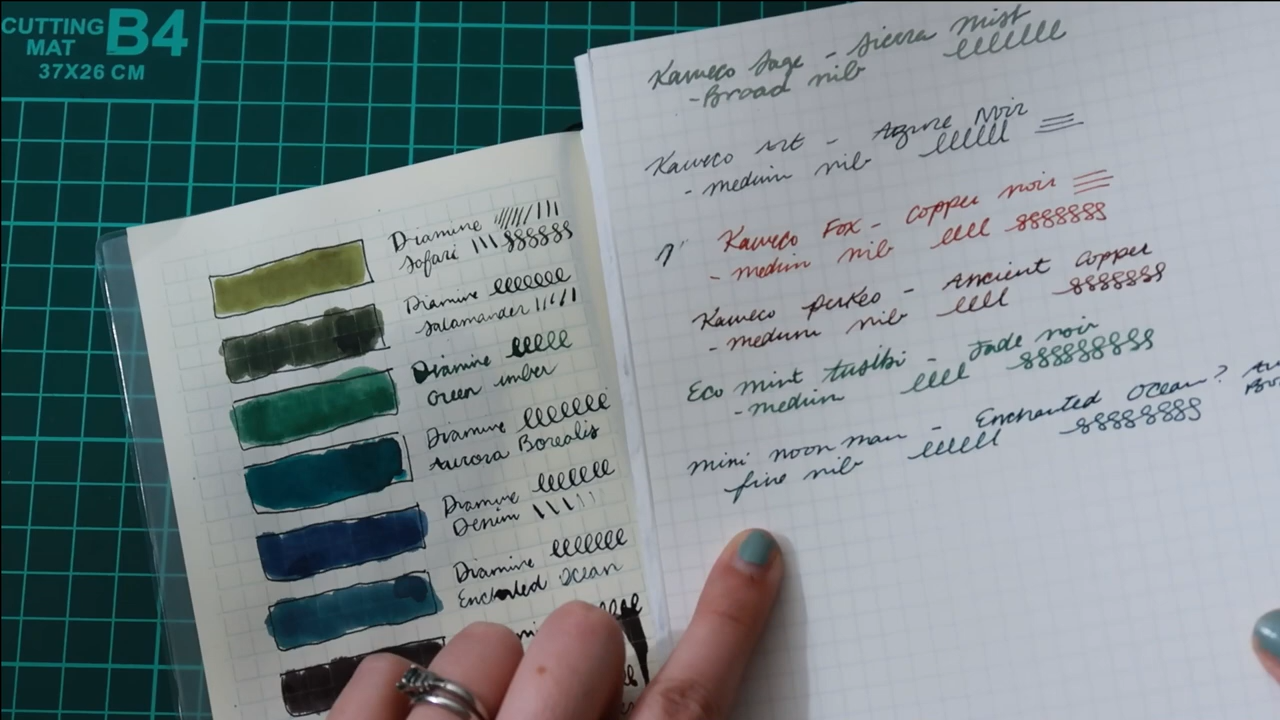 CUTTING
MAT B4
37X26 CM
Diamine
Safari
Diamine
Salamander
Diamine
Green umber
Diamine
Aurora Borealis
Diamine
Denim
Diamine
Enchanted Ocean
Kaweco Sage - Sierra Mist
- Broad nib
Kaweco Art - Azure Noir
- medium nib
Kaweco Fox - Copper noir
- medium nib
Kaweco Perkeo - Ancient Copper
- medium nib
Eco mint twsbi - Jade noir
- medium
mini moon man - Enchanted Ocean?
fine nib